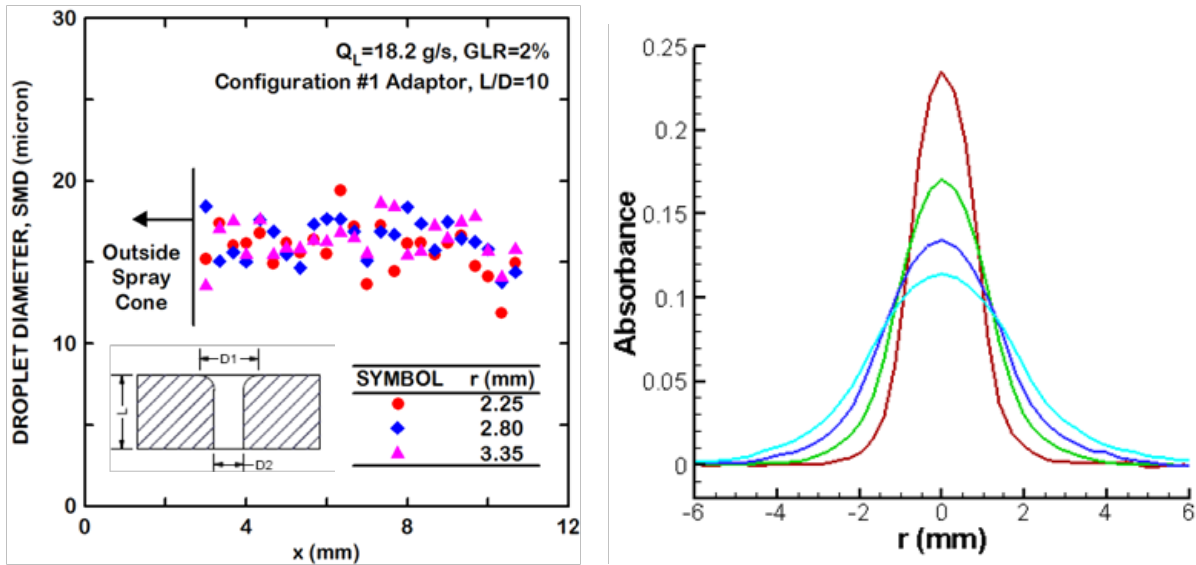 DROPLET DIAMETER, SMD (micron)
30
20
10
0
Q_L=18.2 g/s, GLR=2%
Configuration #1 Adaptor, L/D=10
Outside
Spray
Cone
D1
L
D2
SYMBOL r (mm)
2.25
2.80
3.35
0 4 8 12
x (mm)
Absorbance
0.25
0.2
0.15
0.1
0.05
0
-6 -4 -2 0 2 4 6
r (mm)